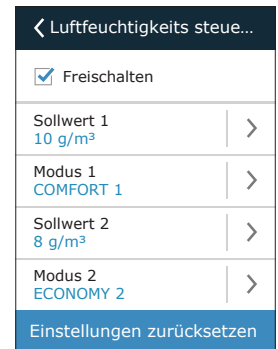 Luftfeuchtigkeits steue...
Freischalten
Sollwert 1
10 g/m³
Modus 1
COMFORT 1
Sollwert 2
8 g/m³
Modus 2
ECONOMY 2
Einstellungen zurücksetzen